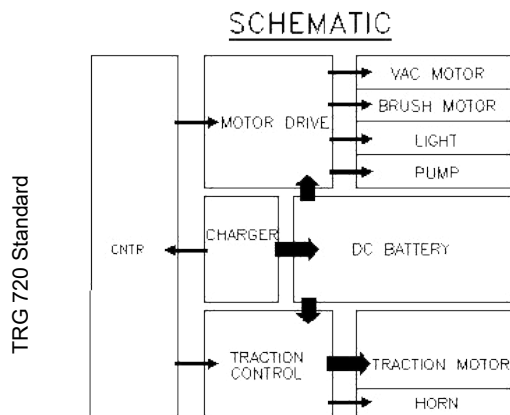 SCHEMATIC
TRG 720 Standard
CNTR
MOTOR DRIVE
VAC MOTOR
BRUSH MOTOR
LIGHT
PUMP
CHARGER
DC BATTERY
TRACTION
CONTROL
TRACTION MOTOR
HORN